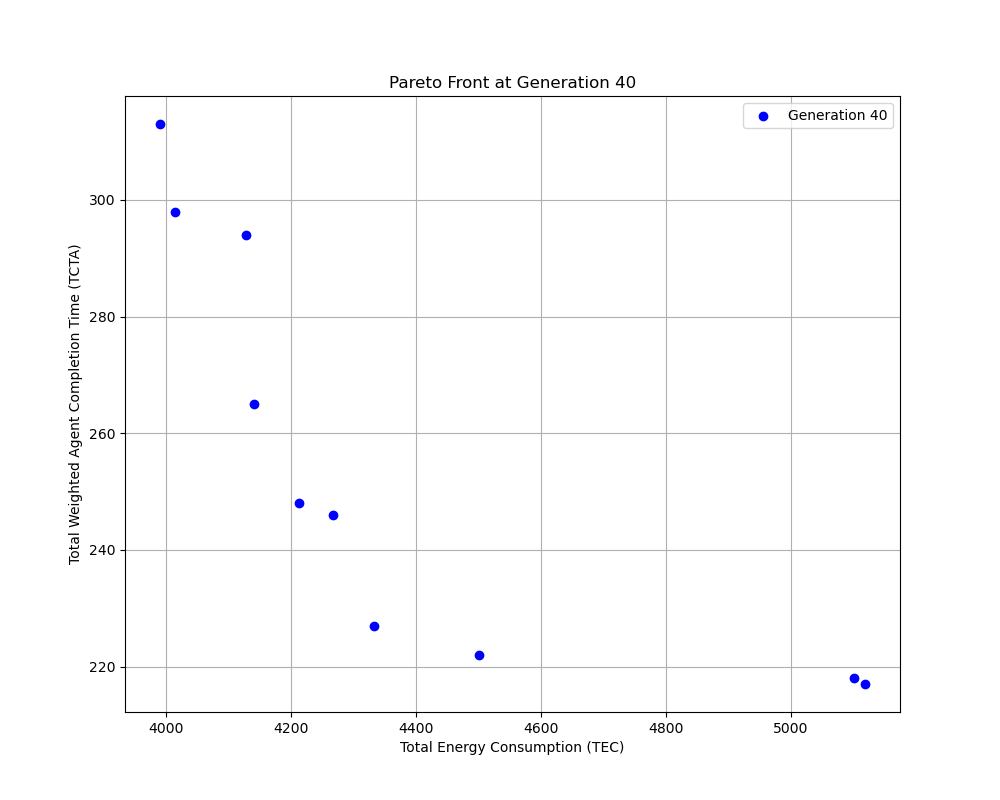 Pareto Front at Generation 40
Generation 40
Total Weighted Agent Completion Time (TCTA)
300
280
260
240
220
4000 4200 4400 4600 4800 5000
Total Energy Consumption (TEC)